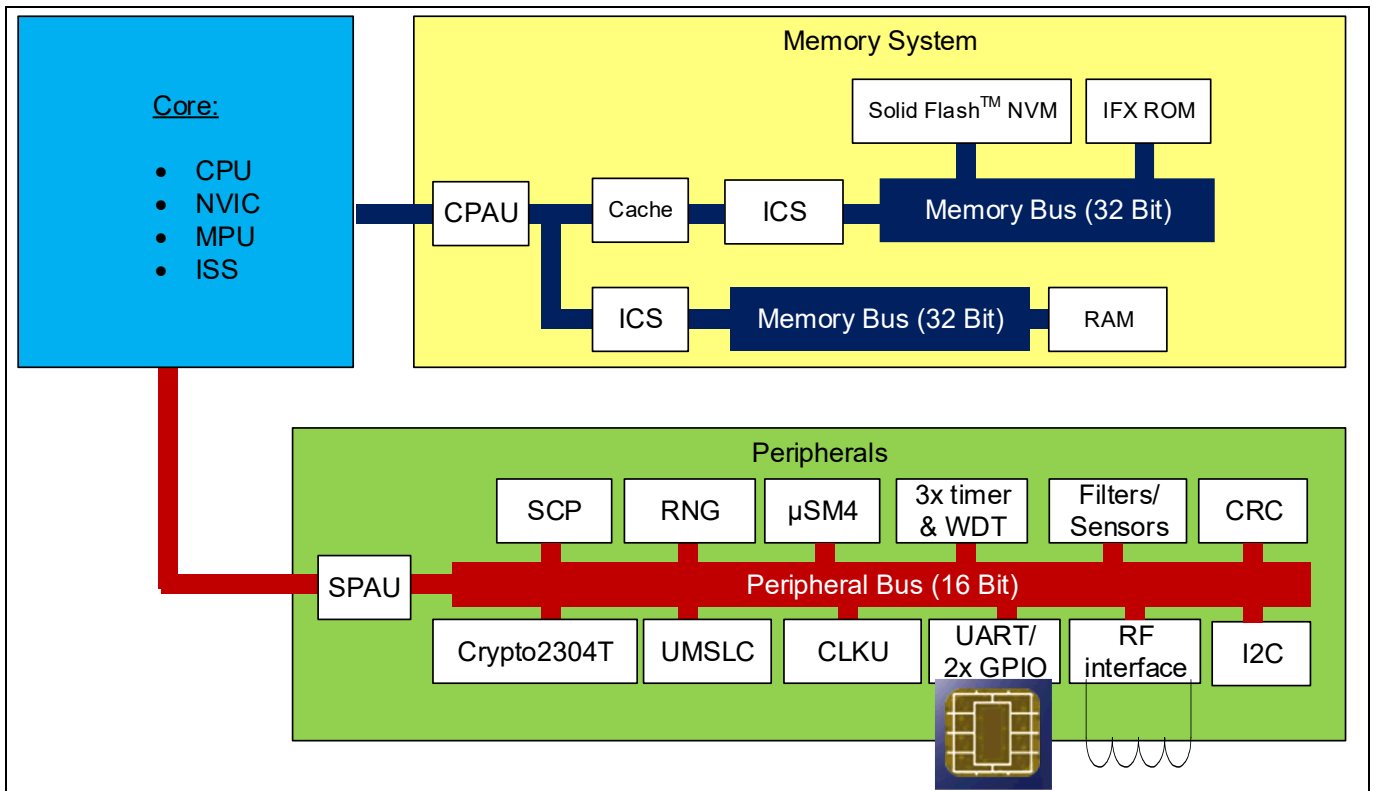 Core:
• CPU
• NVIC
• MPU
• ISS
Memory System
Solid Flash™ NVM
IFX ROM
CPAU
Cache
ICS
Memory Bus (32 Bit)
ICS
Memory Bus (32 Bit)
RAM
Peripherals
SCP
RNG
µSM4
3x timer
& WDT
Filters/
Sensors
CRC
SPAU
Peripheral Bus (16 Bit)
Crypto2304T
UMSLC
CLKU
UART/
2x GPIO
RF
interface
I2C